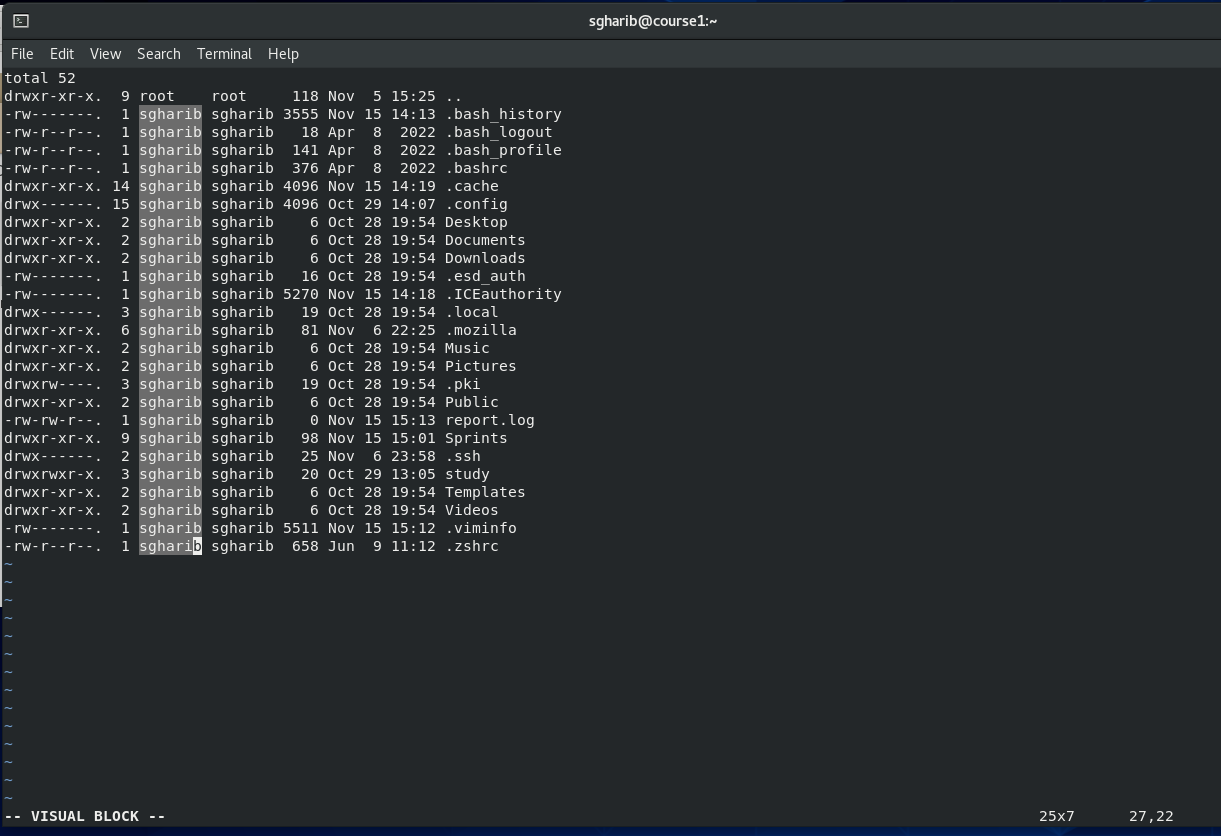 sgharib@course1:~
File Edit View Search Terminal Help
total 52
drwxr-xr-x.  9 root    root     118 Nov  5 15:25 ..
-rw-------.  1 sgharib sgharib 3555 Nov 15 14:13 .bash_history
-rw-r--r--.  1 sgharib sgharib   18 Apr  8  2022 .bash_logout
-rw-r--r--.  1 sgharib sgharib  141 Apr  8  2022 .bash_profile
-rw-r--r--.  1 sgharib sgharib  376 Apr  8  2022 .bashrc
drwxr-xr-x. 14 sgharib sgharib 4096 Nov 15 14:19 .cache
drwx------. 15 sgharib sgharib 4096 Oct 29 14:07 .config
drwxr-xr-x.  2 sgharib sgharib    6 Oct 28 19:54 Desktop
drwxr-xr-x.  2 sgharib sgharib    6 Oct 28 19:54 Documents
drwxr-xr-x.  2 sgharib sgharib    6 Oct 28 19:54 Downloads
-rw-------.  1 sgharib sgharib   16 Oct 28 19:54 .esd_auth
-rw-------.  1 sgharib sgharib 5270 Nov 15 14:18 .ICEauthority
drwx------.  3 sgharib sgharib   19 Oct 28 19:54 .local
drwxr-xr-x.  6 sgharib sgharib   81 Nov  6 22:25 .mozilla
drwxr-xr-x.  2 sgharib sgharib    6 Oct 28 19:54 Music
drwxr-xr-x.  2 sgharib sgharib    6 Oct 28 19:54 Pictures
drwxrw----.  3 sgharib sgharib   19 Oct 28 19:54 .pki
drwxr-xr-x.  2 sgharib sgharib    6 Oct 28 19:54 Public
-rw-rw-r--.  1 sgharib sgharib    0 Nov 15 15:13 report.log
drwxr-xr-x.  9 sgharib sgharib   98 Nov 15 15:01 Sprints
drwx------.  2 sgharib sgharib   25 Nov  6 23:58 .ssh
drwxrwxr-x.  3 sgharib sgharib   20 Oct 29 13:05 study
drwxr-xr-x.  2 sgharib sgharib    6 Oct 28 19:54 Templates
drwxr-xr-x.  2 sgharib sgharib    6 Oct 28 19:54 Videos
-rw-------.  1 sgharib sgharib 5511 Nov 15 15:12 .viminfo
-rw-r--r--.  1 sgharib sgharib  658 Jun  9 11:12 .zshrc
~
~
~
~
~
~
~
~
~
~
~
~
~
~
-- VISUAL BLOCK -- 25x7 27,22